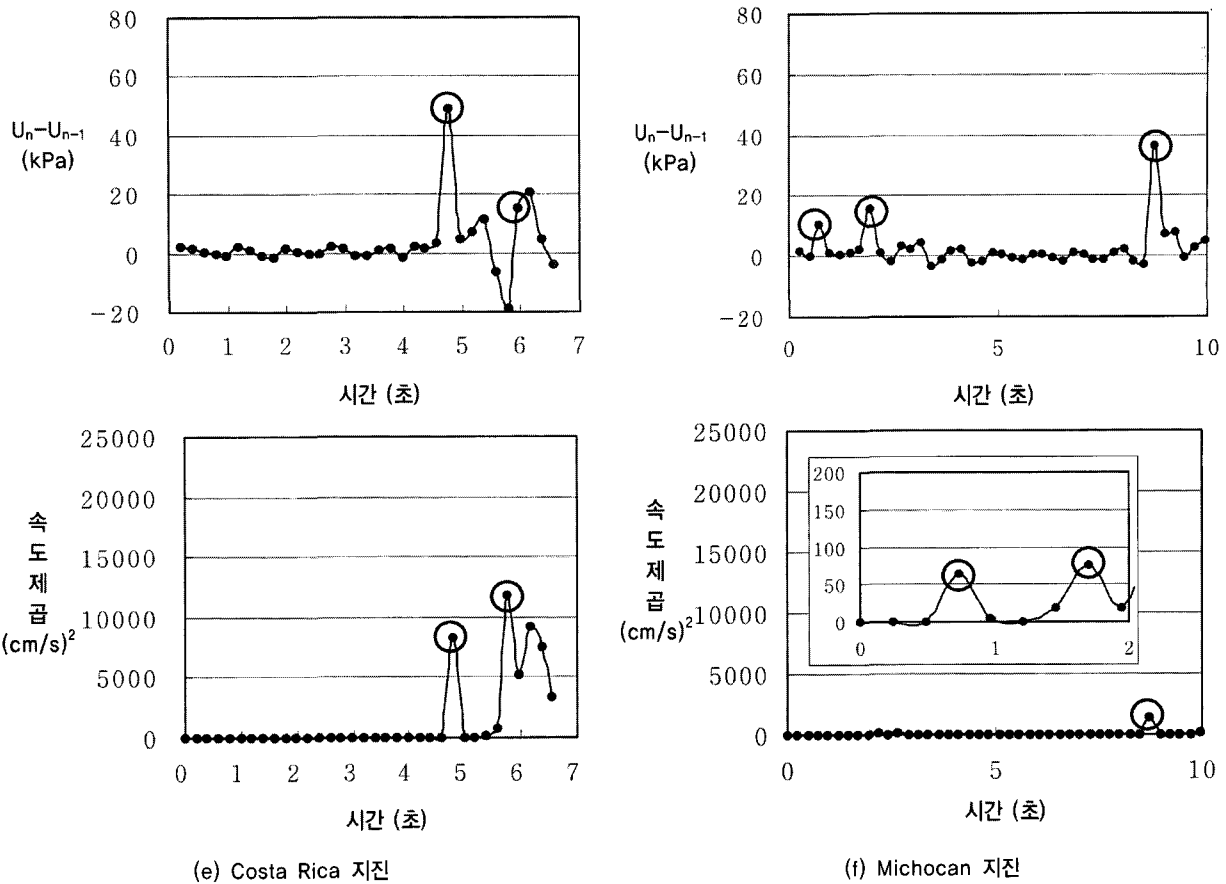 80
60
40
20
0
−20
Uₙ−Uₙ₋₁
(kPa)
0 1 2 3 4 5 6 7
시간 (초)
80
60
40
20
0
−20
Uₙ−Uₙ₋₁
(kPa)
0 5 10
시간 (초)
25000
20000
15000
10000
5000
0
속
도
제
곱
(cm/s)²
0 1 2 3 4 5 6 7
시간 (초)
(e) Costa Rica 지진
25000
20000
15000
10000
5000
0
속
도
제
곱
(cm/s)²
200
150
100
50
0
0 1 2
0 5 10
시간 (초)
(f) Michocan 지진